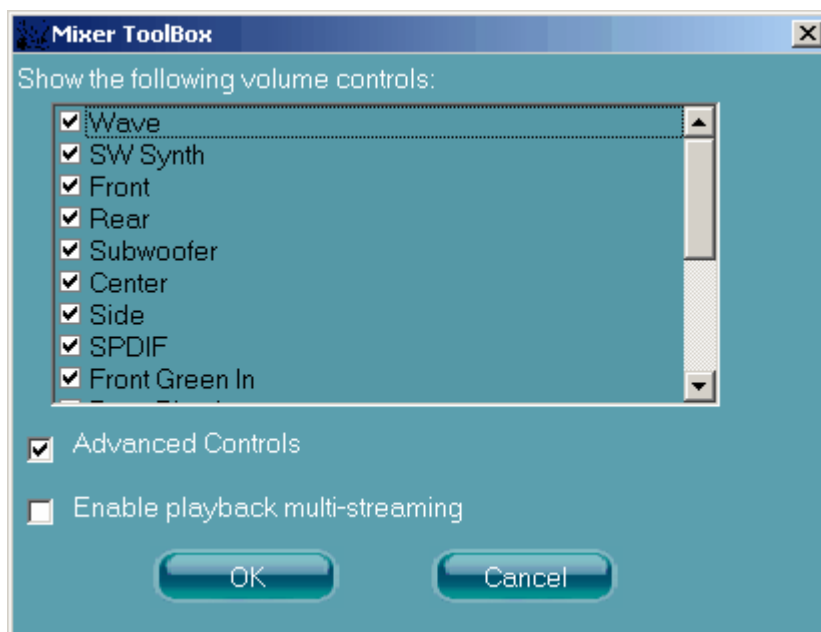 Mixer ToolBox
Show the following volume controls:
Wave
SW Synth
Front
Rear
Subwoofer
Center
Side
SPDIF
Front Green In
Advanced Controls
Enable playback multi-streaming
OK
Cancel